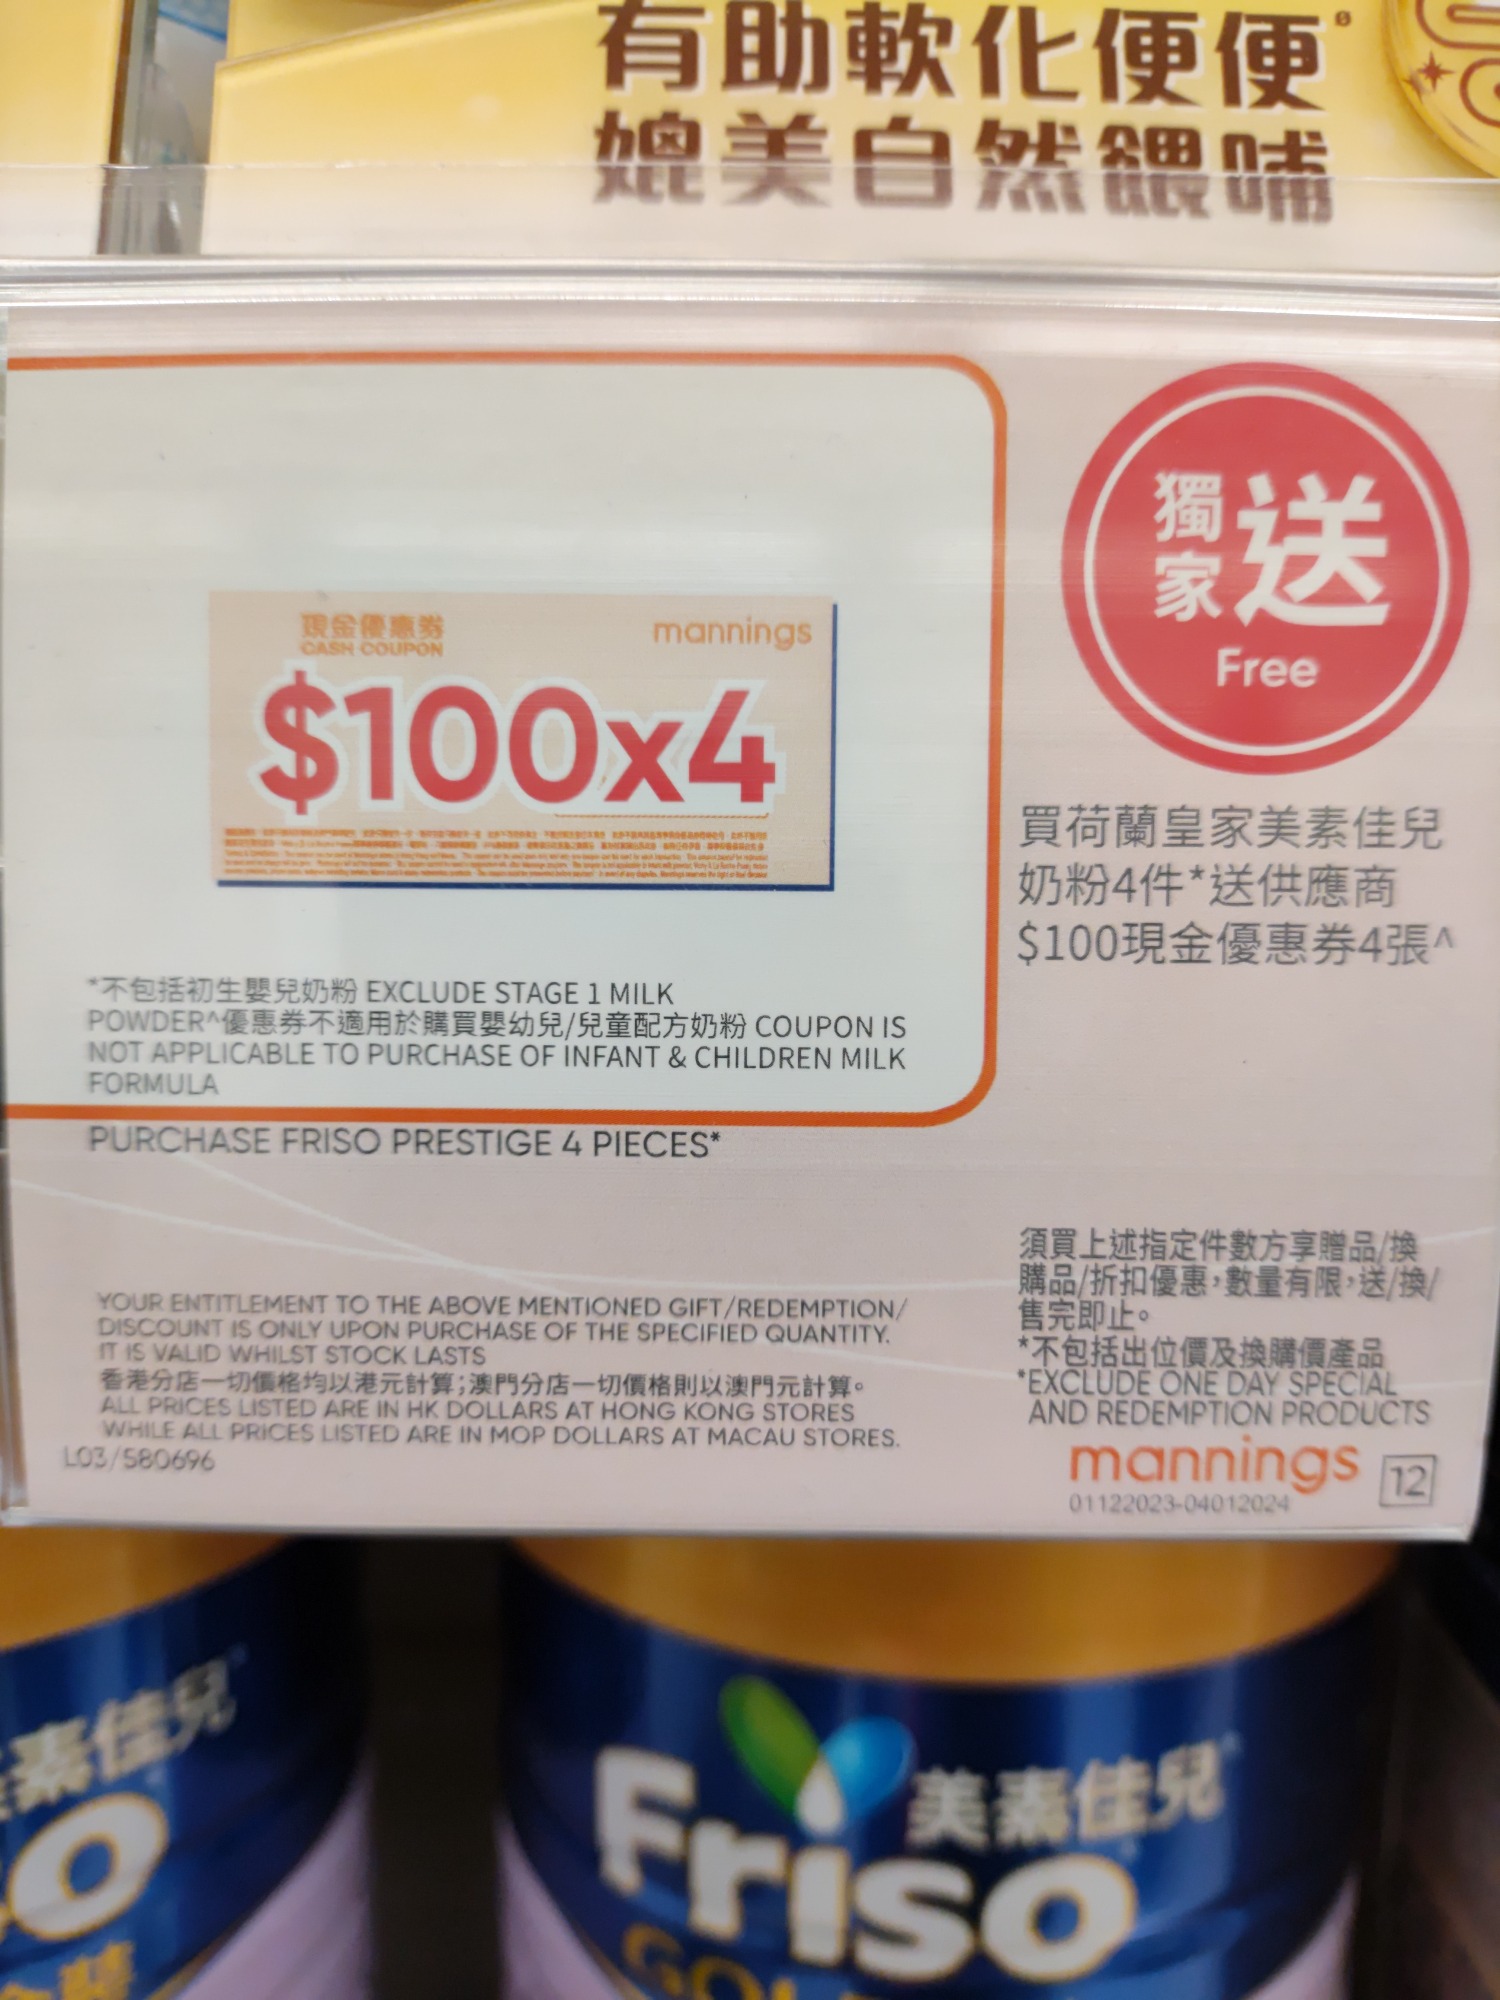 有助軟化便便ø
媲美自然餵哺
現金優惠券
CASH COUPON
mannings
$100x4
獨家送
Free
買荷蘭皇家美素佳兒
奶粉4件*送供應商
$100現金優惠券4張^
*不包括初生嬰兒奶粉 EXCLUDE STAGE 1 MILK
POWDER^優惠券不適用於購買嬰幼兒/兒童配方奶粉 COUPON IS
NOT APPLICABLE TO PURCHASE OF INFANT & CHILDREN MILK
FORMULA
PURCHASE FRISO PRESTIGE 4 PIECES*
YOUR ENTITLEMENT TO THE ABOVE MENTIONED GIFT/REDEMPTION/
DISCOUNT IS ONLY UPON PURCHASE OF THE SPECIFIED QUANTITY.
IT IS VALID WHILST STOCK LASTS
香港分店一切價格均以港元計算;澳門分店一切價格則以澳門元計算。
ALL PRICES LISTED ARE IN HK DOLLARS AT HONG KONG STORES
WHILE ALL PRICES LISTED ARE IN MOP DOLLARS AT MACAU STORES.
L03/580696
須買上述指定件數方享贈品/換
購品/折扣優惠,數量有限,送/換/
售完即止。
*不包括出位價及換購價產品
*EXCLUDE ONE DAY SPECIAL
AND REDEMPTION PRODUCTS
mannings
12
01122023-04012024
素佳兒
Friso
美素佳兒